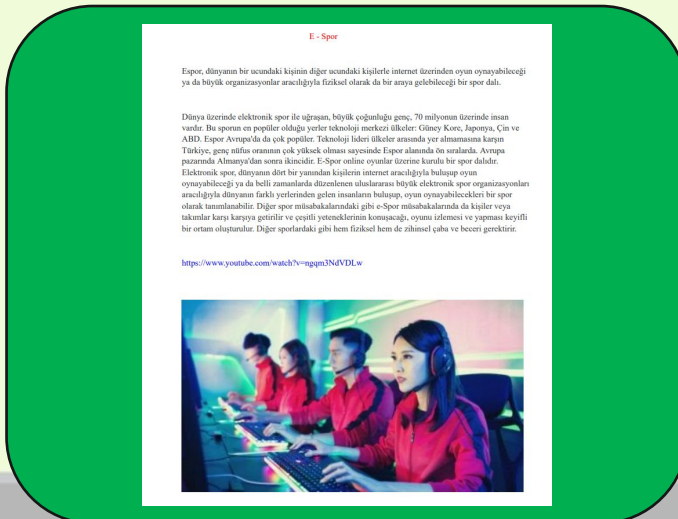 E - Spor
Espor, dünyanın bir ucundaki kişinin diğer ucundaki kişilerle internet üzerinden oyun oynayabileceği
ya da büyük organizasyonlar aracılığıyla fiziksel olarak da bir araya gelebileceği bir spor dalı.
Dünya üzerinde elektronik spor ile uğraşan, büyük çoğunluğu genç, 70 milyonun üzerinde insan
vardır. Bu sporun en popüler olduğu yerler teknoloji merkezi ülkeler: Güney Kore, Japonya, Çin ve
ABD. Espor Avrupa'da da çok popüler. Teknoloji lideri ülkeler arasında yer almamasına karşın
Türkiye, genç nüfus oranının çok yüksek olması sayesinde Espor alanında ön sıralarda. Avrupa
pazarında Almanya'dan sonra ikincidir. E-Spor online oyunlar üzerine kurulu bir spor dalıdır.
Elektronik spor, dünyanın dört bir yanından kişilerin internet aracılığıyla buluşup oyun
oynayabileceği ya da belli zamanlarda düzenlenen uluslararası büyük elektronik spor organizasyonları
aracılığıyla dünyanın farklı yerlerinden gelen insanların buluşup, oyun oynayabilecekleri bir spor
olarak tanımlanabilir. Diğer spor müsabakalarındaki gibi e-Spor müsabakalarında da kişiler veya
takımlar karşı karşıya getirilir ve çeşitli yeteneklerinin konuşacağı, oyunu izlemesi ve yapması keyifli
bir ortam oluşturulur. Diğer sporlardaki gibi hem fiziksel hem de zihinsel çaba ve beceri gerektirir.
https://www.youtube.com/watch?v=ngqm3NdVDLw